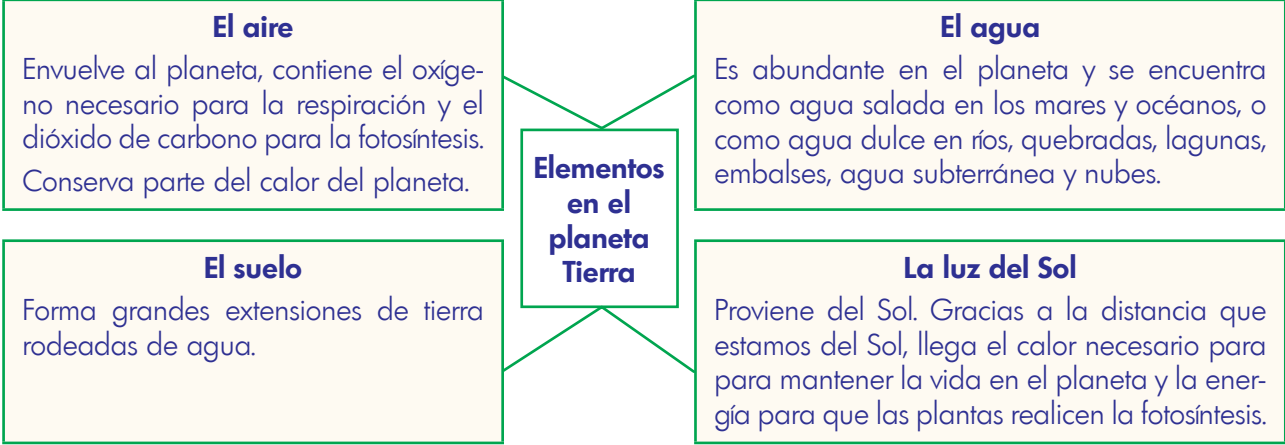 El aire
Envuelve al planeta, contiene el oxíge-
no necesario para la respiración y el
dióxido de carbono para la fotosíntesis.
Conserva parte del calor del planeta.
El agua
Es abundante en el planeta y se encuentra
como agua salada en los mares y océanos, o
como agua dulce en ríos, quebradas, lagunas,
embalses, agua subterránea y nubes.
Elementos
en el
planeta
Tierra
El suelo
Forma grandes extensiones de tierra
rodeadas de agua.
La luz del Sol
Proviene del Sol. Gracias a la distancia que
estamos del Sol, llega el calor necesario para
para mantener la vida en el planeta y la ener-
gía para que las plantas realicen la fotosíntesis.